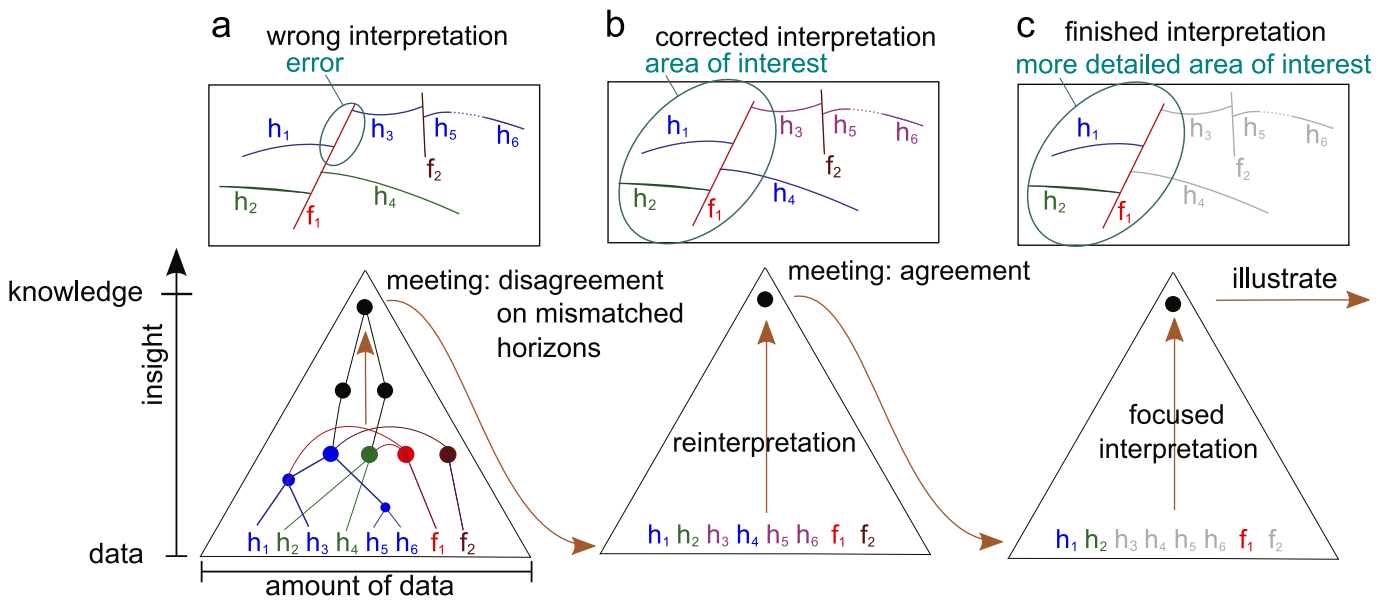 a
wrong interpretation
error
h1
h3
h5
h6
h2
f1
h4
f2
b
corrected interpretation
area of interest
h1
h3
h5
h6
h2
f1
h4
f2
c
finished interpretation
more detailed area of interest
h1
h3
h5
h6
h2
f1
h4
f2
knowledge
insight
data
meeting: disagreement
on mismatched
horizons
h1 h2 h3 h4 h5 h6 f1 f2
amount of data
meeting: agreement
reinterpretation
h1 h2 h3 h4 h5 h6 f1 f2
illustrate
focused
interpretation
h1 h2 h3 h4 h5 h6 f1 f2